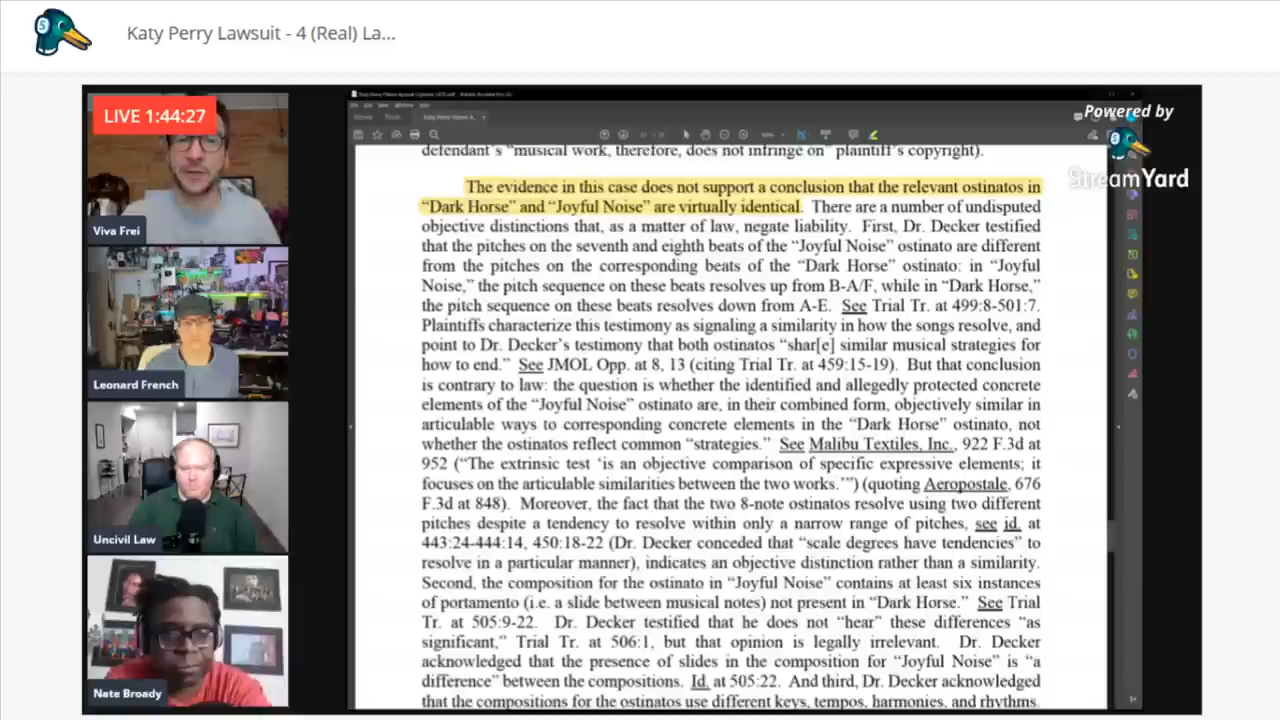 Katy Perry Lawsuit - 4 (Real) La...
LIVE 1:44:27
Powered by
StreamYard
Viva Frei
Leonard French
Uncivil Law
Nate Broady
defendant's "musical work, therefore, does not infringe on" plaintiff's copyright).
The evidence in this case does not support a conclusion that the relevant ostinatos in
"Dark Horse" and "Joyful Noise" are virtually identical. There are a number of undisputed
objective distinctions that, as a matter of law, negate liability. First, Dr. Decker testified
that the pitches on the seventh and eighth beats of the "Joyful Noise" ostinato are different
from the pitches on the corresponding beats of the "Dark Horse" ostinato: in "Joyful
Noise," the pitch sequence on these beats resolves up from B-A/F, while in "Dark Horse,"
the pitch sequence on these beats resolves down from A-E. See Trial Tr. at 499:8-501:7.
Plaintiffs characterize this testimony as signaling a similarity in how the songs resolve, and
point to Dr. Decker's testimony that both ostinatos "shar[e] similar musical strategies for
how to end." See JMOL Opp. at 8, 13 (citing Trial Tr. at 459:15-19). But that conclusion
is contrary to law: the question is whether the identified and allegedly protected concrete
elements of the "Joyful Noise" ostinato are, in their combined form, objectively similar in
articulable ways to corresponding concrete elements in the "Dark Horse" ostinato, not
whether the ostinatos reflect common "strategies." See Malibu Textiles, Inc., 922 F.3d at
952 ("The extrinsic test 'is an objective comparison of specific expressive elements; it
focuses on the articulable similarities between the two works.'") (quoting Aeropostale, 676
F.3d at 848). Moreover, the fact that the two 8-note ostinatos resolve using two different
pitches despite a tendency to resolve within only a narrow range of pitches, see id. at
443:24-444:14, 450:18-22 (Dr. Decker conceded that "scale degrees have tendencies" to
resolve in a particular manner), indicates an objective distinction rather than a similarity.
Second, the composition for the ostinato in "Joyful Noise" contains at least six instances
of portamento (i.e. a slide between musical notes) not present in "Dark Horse." See Trial
Tr. at 505:9-22. Dr. Decker testified that he does not "hear" these differences "as
significant," Trial Tr. at 506:1, but that opinion is legally irrelevant. Dr. Decker
acknowledged that the presence of slides in the composition for "Joyful Noise" is "a
difference" between the compositions. Id. at 505:22. And third, Dr. Decker acknowledged
that the compositions for the ostinatos use different keys, tempos, harmonies, and rhythms.